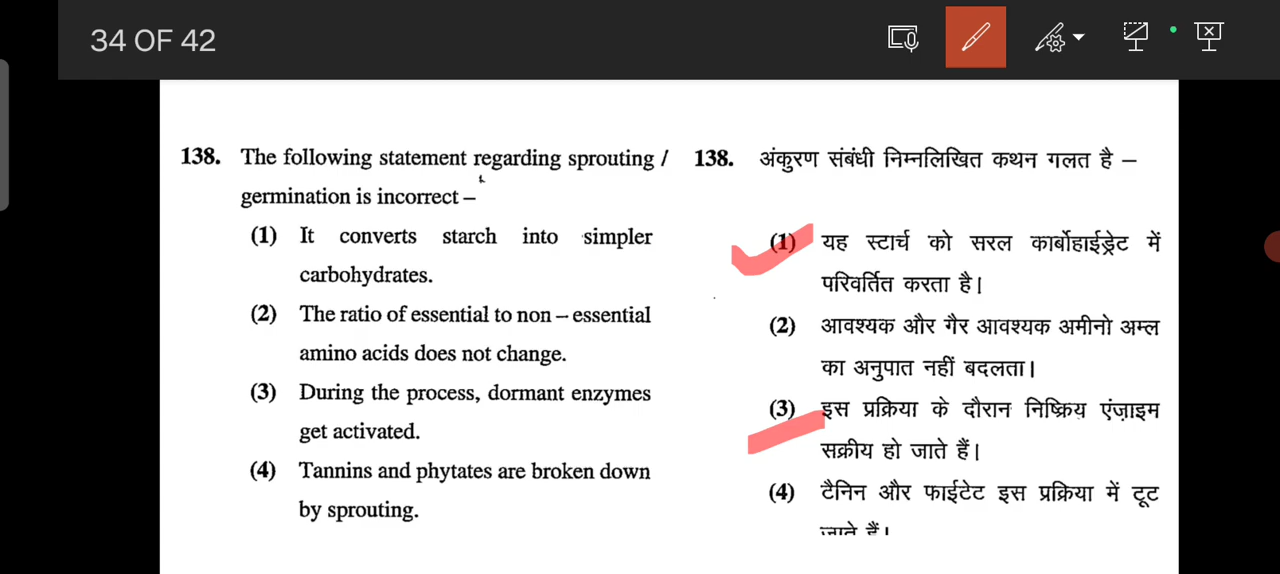 34 OF 42
138. The following statement regarding sprouting /
germination is incorrect –
(1) It converts starch into simpler
carbohydrates.
(2) The ratio of essential to non – essential
amino acids does not change.
(3) During the process, dormant enzymes
get activated.
(4) Tannins and phytates are broken down
by sprouting.
138. अंकुरण संबंधी निम्नलिखित कथन गलत है –
(1) यह स्टार्च को सरल कार्बोहाईड्रेट में
परिवर्तित करता है।
(2) आवश्यक और गैर आवश्यक अमीनो अम्ल
का अनुपात नहीं बदलता।
(3) इस प्रक्रिया के दौरान निष्क्रिय एंज़ाइम
सक्रीय हो जाते हैं।
(4) टैनिन और फाईटेट इस प्रक्रिया में टूट
जाते हैं।